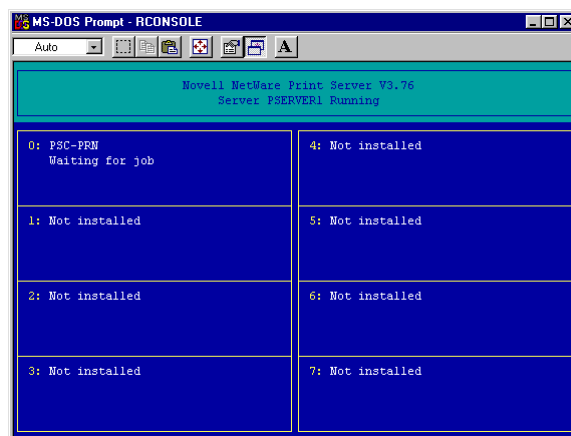 MS-DOS Prompt - RCONSOLE
Auto
A
Novell NetWare Print Server V3.76
Server PSERVER1 Running
0: PSC-PRN
Waiting for job
1: Not installed
2: Not installed
3: Not installed
4: Not installed
5: Not installed
6: Not installed
7: Not installed